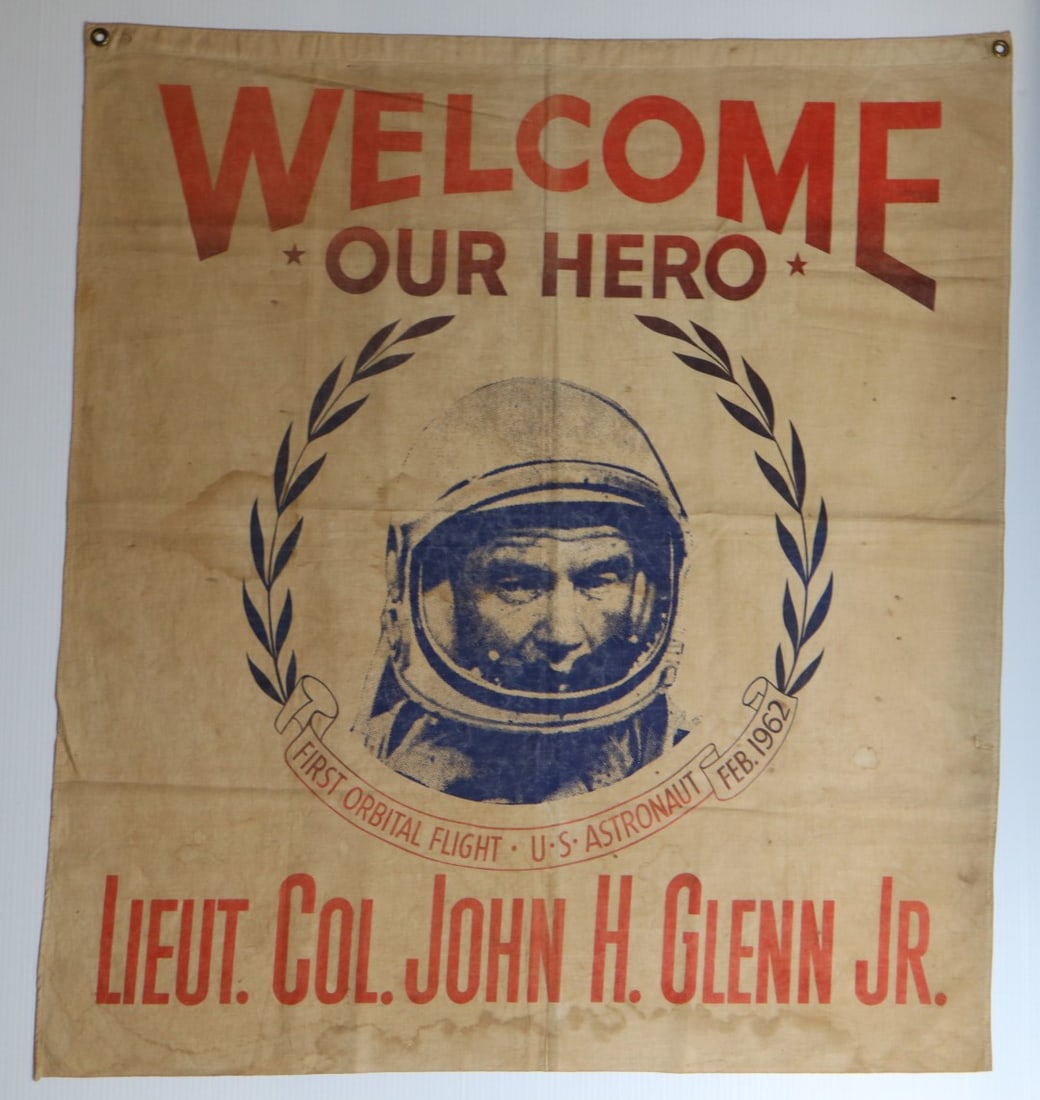 WELCOME
★ OUR HERO ★
FIRST ORBITAL FLIGHT · U·S· ASTRONAUT FEB. 1962
LIEUT. COL. JOHN H. GLENN JR.